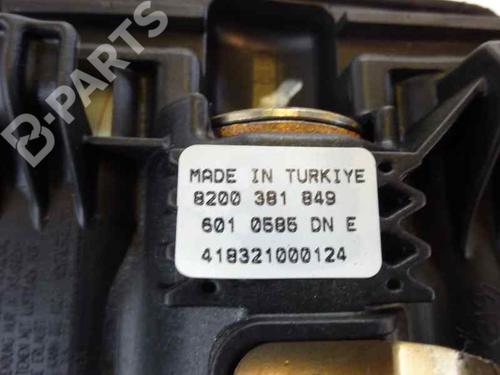 B-PARTS
MADE IN TURKIYE
8200 381 849
601 0585 DN E
418321000124